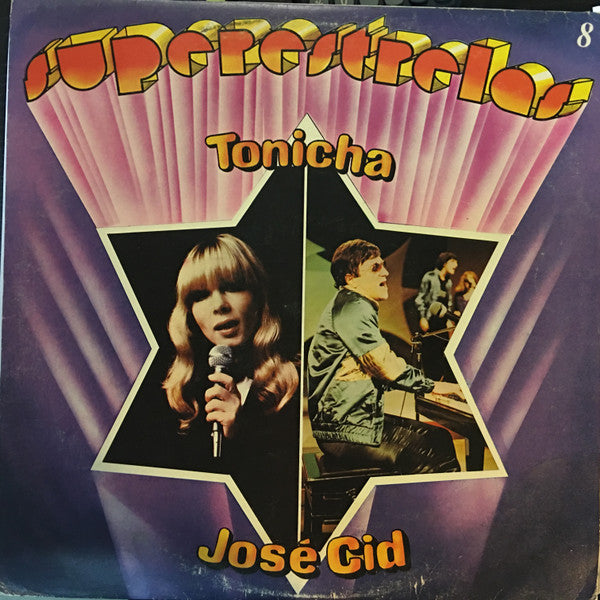 superestrelas
8
Tonicha
José Cid